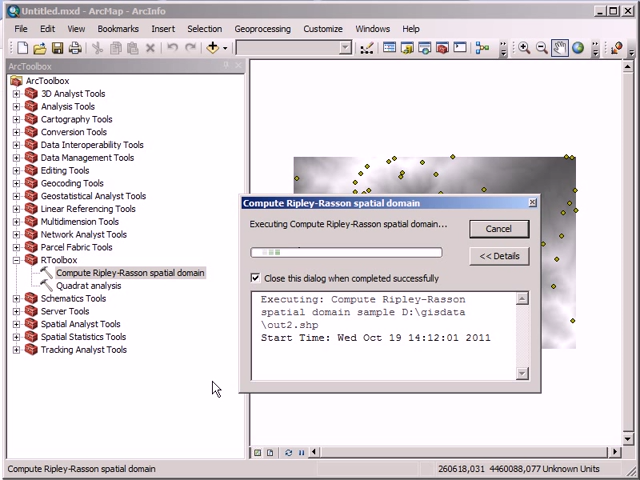 Untitled.mxd - ArcMap - ArcInfo
File Edit View Bookmarks Insert Selection Geoprocessing Customize Windows Help
ArcToolbox
ArcToolbox
3D Analyst Tools
Analysis Tools
Cartography Tools
Conversion Tools
Data Interoperability Tools
Data Management Tools
Editing Tools
Geocoding Tools
Geostatistical Analyst Tools
Linear Referencing Tools
Multidimension Tools
Network Analyst Tools
Parcel Fabric Tools
RToolbox
Compute Ripley-Rasson spatial domain
Quadrat analysis
Schematics Tools
Server Tools
Spatial Analyst Tools
Spatial Statistics Tools
Tracking Analyst Tools
Compute Ripley-Rasson spatial domain
Executing Compute Ripley-Rasson spatial domain...
Cancel
<< Details
Close this dialog when completed successfully
Executing: Compute Ripley-Rasson
spatial domain sample D:\gisdata
\out2.shp
Start Time: Wed Oct 19 14:12:01 2011
Compute Ripley-Rasson spatial domain
260618,031 4460088,077 Unknown Units